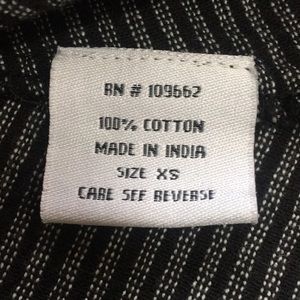 RN # 109662
100% COTTON
MADE IN INDIA
SIZE XS
CARE SEE REVERSE